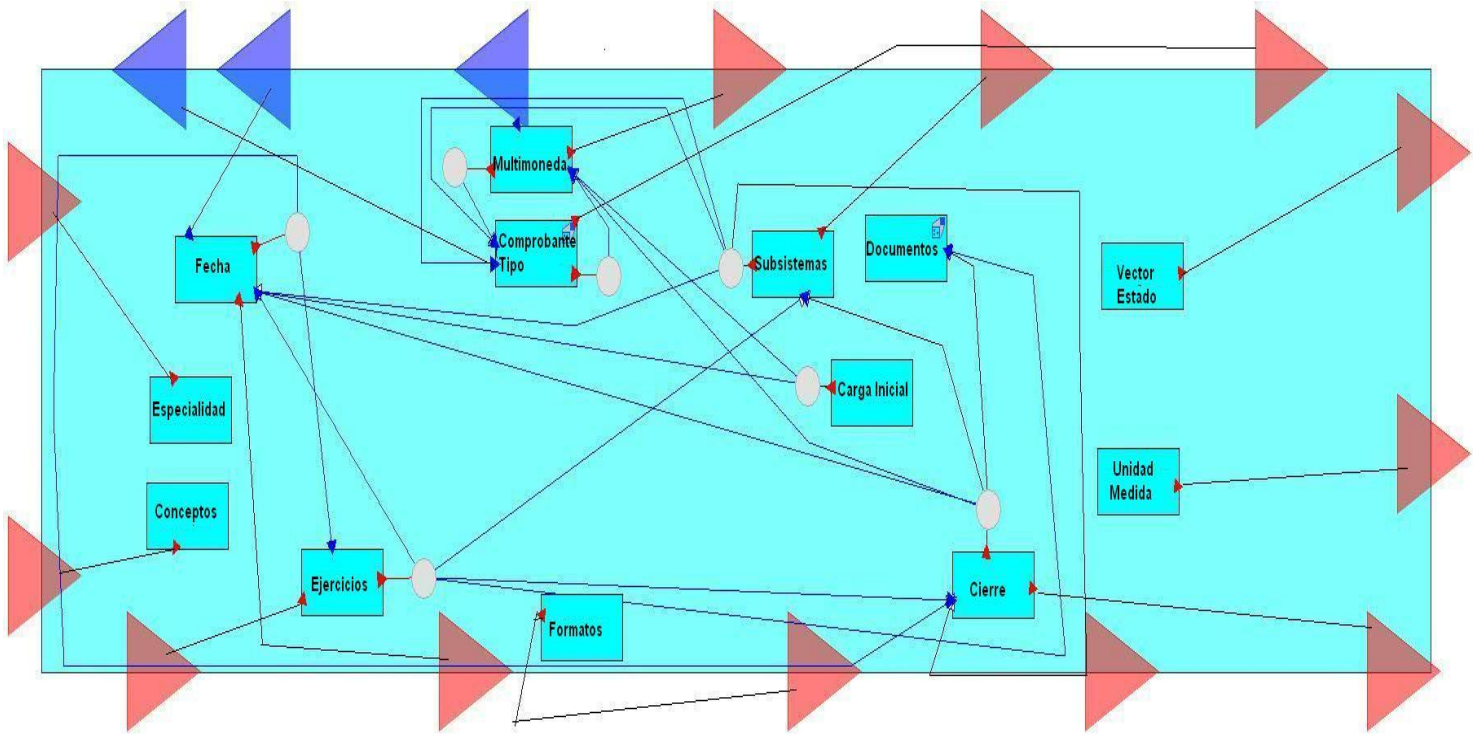 Multimoneda
Comprobante
Tipo
Fecha
Subsistemas
Documentos
Vector
Estado
Especialidad
Carga Inicial
Conceptos
Unidad
Medida
Ejercicios
Cierre
Formatos